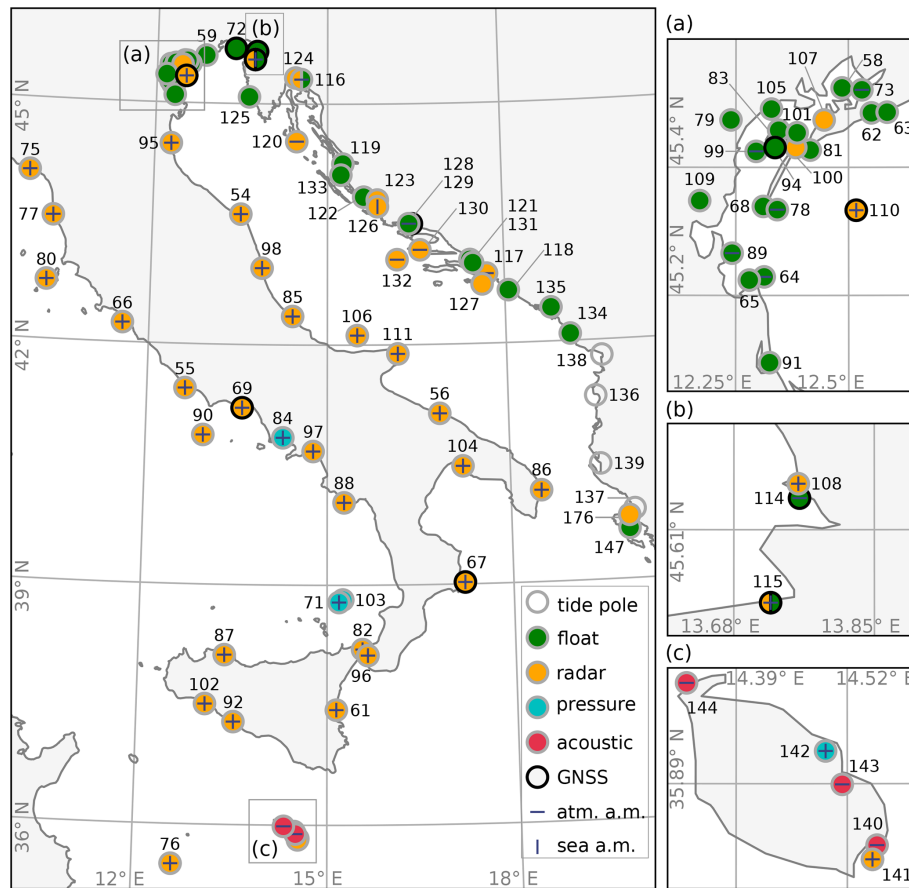 (a)
(b)
59
72
124
116
125
45° N
95
120
119
133
75
77
80
54
98
66
85
106
111
122
123
126
128
129
130
132
121
131
117
127
118
135
134
138
136
139
42° N
55
69
90
84
97
88
56
104
86
137
176
147
67
39° N
71
103
87
82
96
102
92
61
36° N
76
(c)
12° E
15° E
18° E
tide pole
float
radar
pressure
acoustic
GNSS
atm. a.m.
sea a.m.
(a)
107
58
83
105
73
79
101
62
63
45.4° N
99
81
94
100
109
68
78
110
89
45.2° N
64
65
91
12.25° E
12.5° E
(b)
108
114
45.61° N
115
13.68° E
13.85° E
(c)
14.39° E
14.52° E
144
142
143
35.89° N
140
141